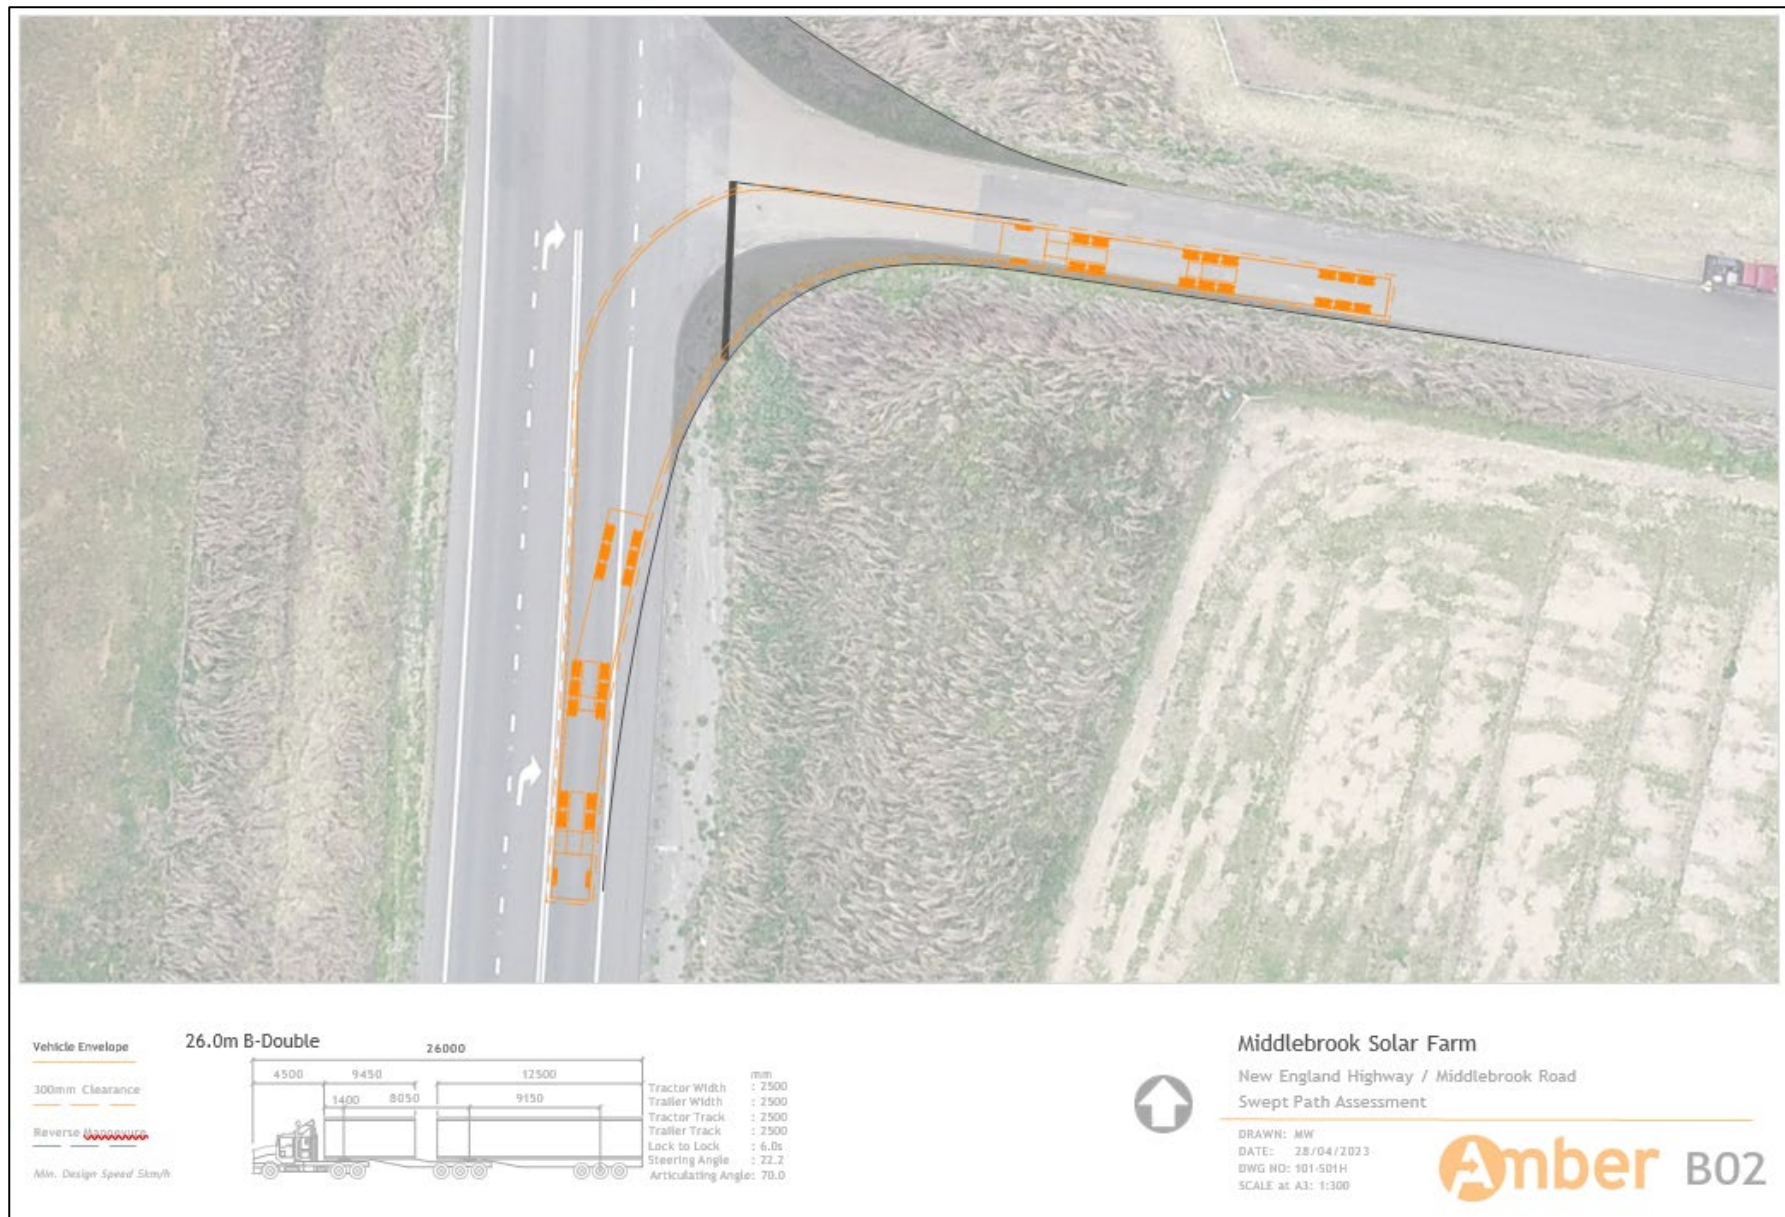 Vehicle Envelope
300mm Clearance
Reverse Manoevure
Min. Design Speed 5km/h
26.0m B-Double
26000
4500 9450 12500
1400 8050 9150
mm
Tractor Width : 2500
Trailer Width : 2500
Tractor Track : 2500
Trailer Track : 2500
Lock to Lock : 6.0s
Steering Angle : 22.2
Articulating Angle: 70.0
Middlebrook Solar Farm
New England Highway / Middlebrook Road
Swept Path Assessment
DRAWN: MW
DATE: 28/04/2023
DWG NO: 101-501H
SCALE at A3: 1:300
Amber B02